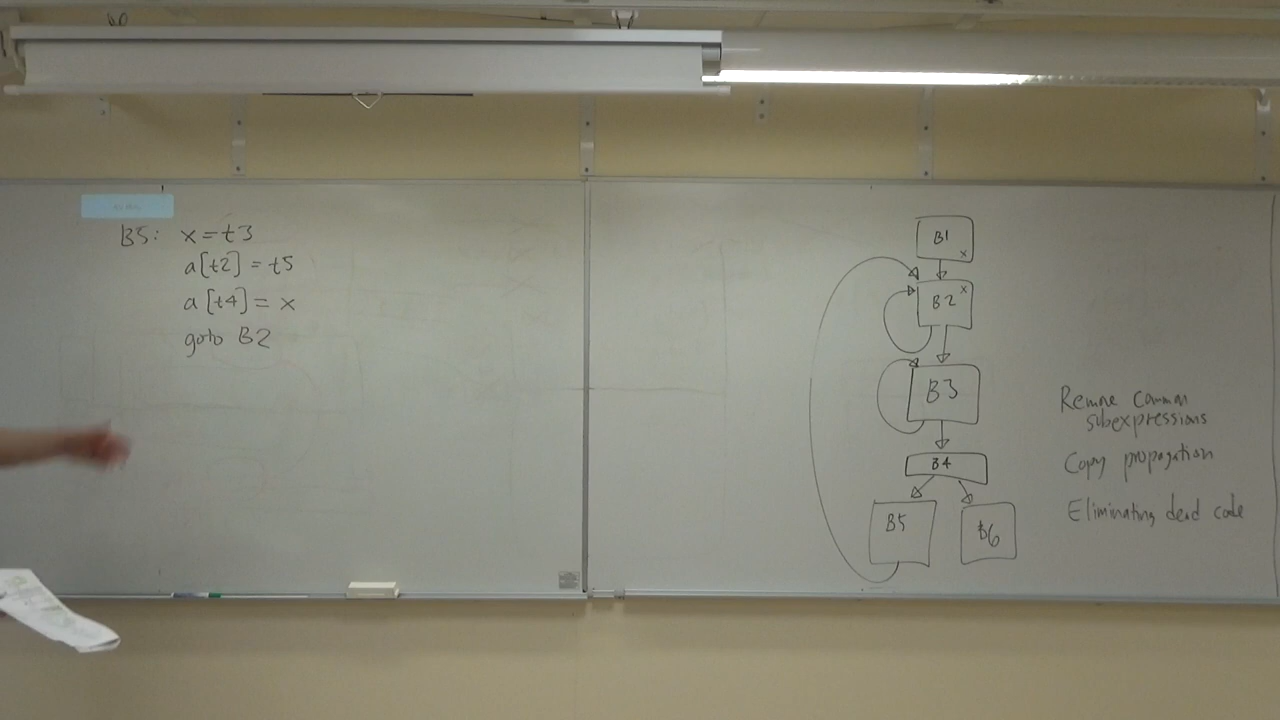 B5: x = t3
a[t2] = t5
a[t4] = x
goto B2
B1
x
B2 x
B3
B4
B5
B6
Remove common
subexpressions
Copy propagation
Eliminating dead code